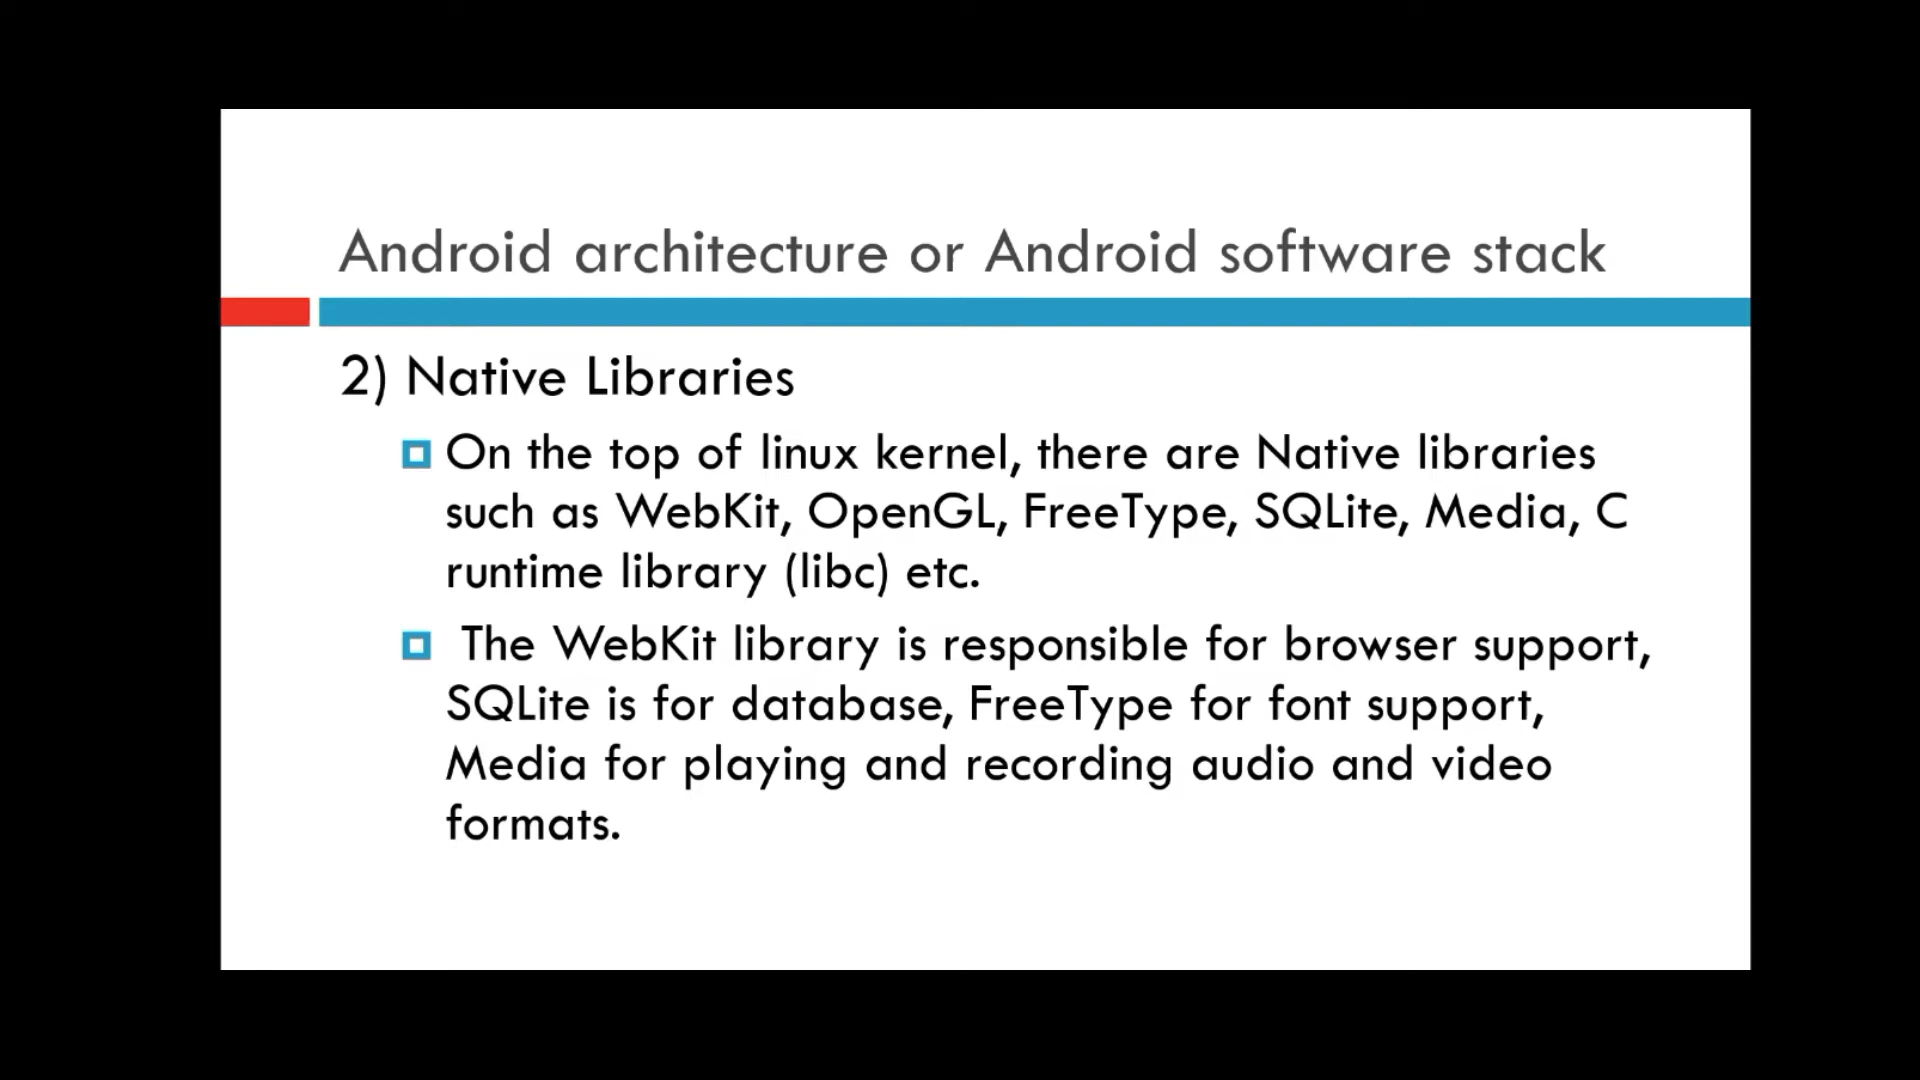 Android architecture or Android software stack
2) Native Libraries
On the top of linux kernel, there are Native libraries
such as WebKit, OpenGL, FreeType, SQLite, Media, C
runtime library (libc) etc.
The WebKit library is responsible for browser support,
SQLite is for database, FreeType for font support,
Media for playing and recording audio and video
formats.